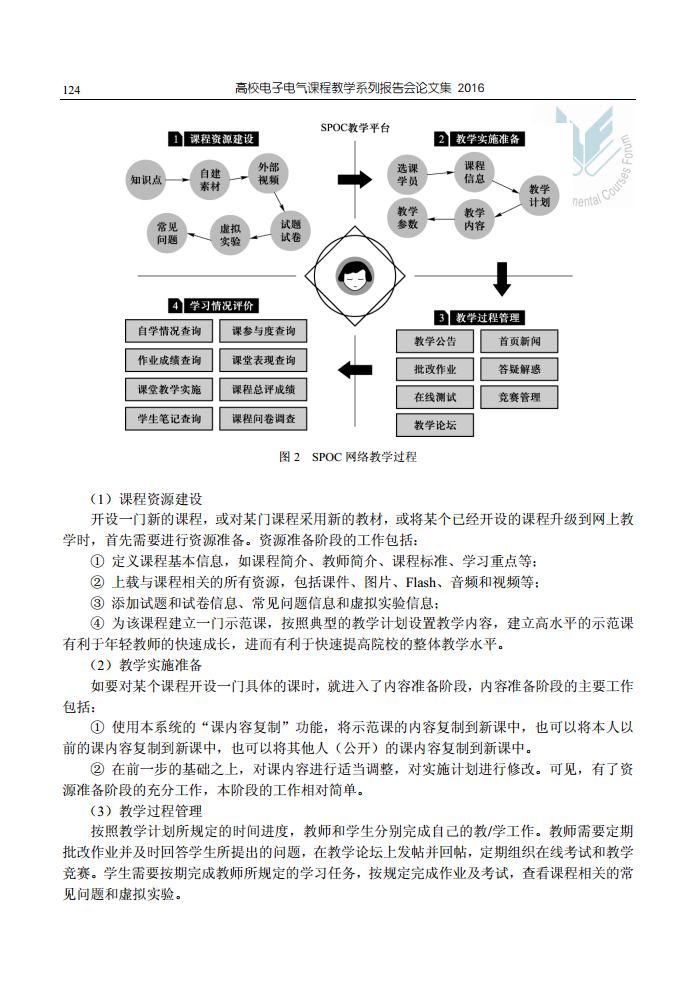 124
高校电子电气课程教学系列报告会论文集 2016
SPOC教学平台
1 课程资源建设
知识点
自建
素材
外部
视频
试题
试卷
虚拟
实验
常见
问题
2 教学实施准备
选课
学员
课程
信息
教学
计划
教学
内容
教学
参数
mental Courses Forum
3 教学过程管理
教学公告 首页新闻
批改作业 答疑解惑
在线测试 竞赛管理
教学论坛
4 学习情况评价
自学情况查询 课参与度查询
作业成绩查询 课堂表现查询
课堂教学实施 课程总评成绩
学生笔记查询 课程问卷调查
图 2 SPOC 网络教学过程
（1）课程资源建设
开设一门新的课程，或对某门课程采用新的教材，或将某个已经开设的课程升级到网上教
学时，首先需要进行资源准备。资源准备阶段的工作包括：
① 定义课程基本信息，如课程简介、教师简介、课程标准、学习重点等；
② 上载与课程相关的所有资源，包括课件、图片、Flash、音频和视频等；
③ 添加试题和试卷信息、常见问题信息和虚拟实验信息；
④ 为该课程建立一门示范课，按照典型的教学计划设置教学内容，建立高水平的示范课
有利于年轻教师的快速成长，进而有利于快速提高院校的整体教学水平。
（2）教学实施准备
如要对某个课程开设一门具体的课时，就进入了内容准备阶段，内容准备阶段的主要工作
包括：
① 使用本系统的“课内容复制”功能，将示范课的内容复制到新课中，也可以将本人以
前的课内容复制到新课中，也可以将其他人（公开）的课内容复制到新课中。
② 在前一步的基础之上，对课内容进行适当调整，对实施计划进行修改。可见，有了资
源准备阶段的充分工作，本阶段的工作相对简单。
（3）教学过程管理
按照教学计划所规定的时间进度，教师和学生分别完成自己的教/学工作。教师需要定期
批改作业并及时回答学生所提出的问题，在教学论坛上发帖并回帖，定期组织在线考试和教学
竞赛。学生需要按期完成教师所规定的学习任务，按规定完成作业及考试，查看课程相关的常
见问题和虚拟实验。